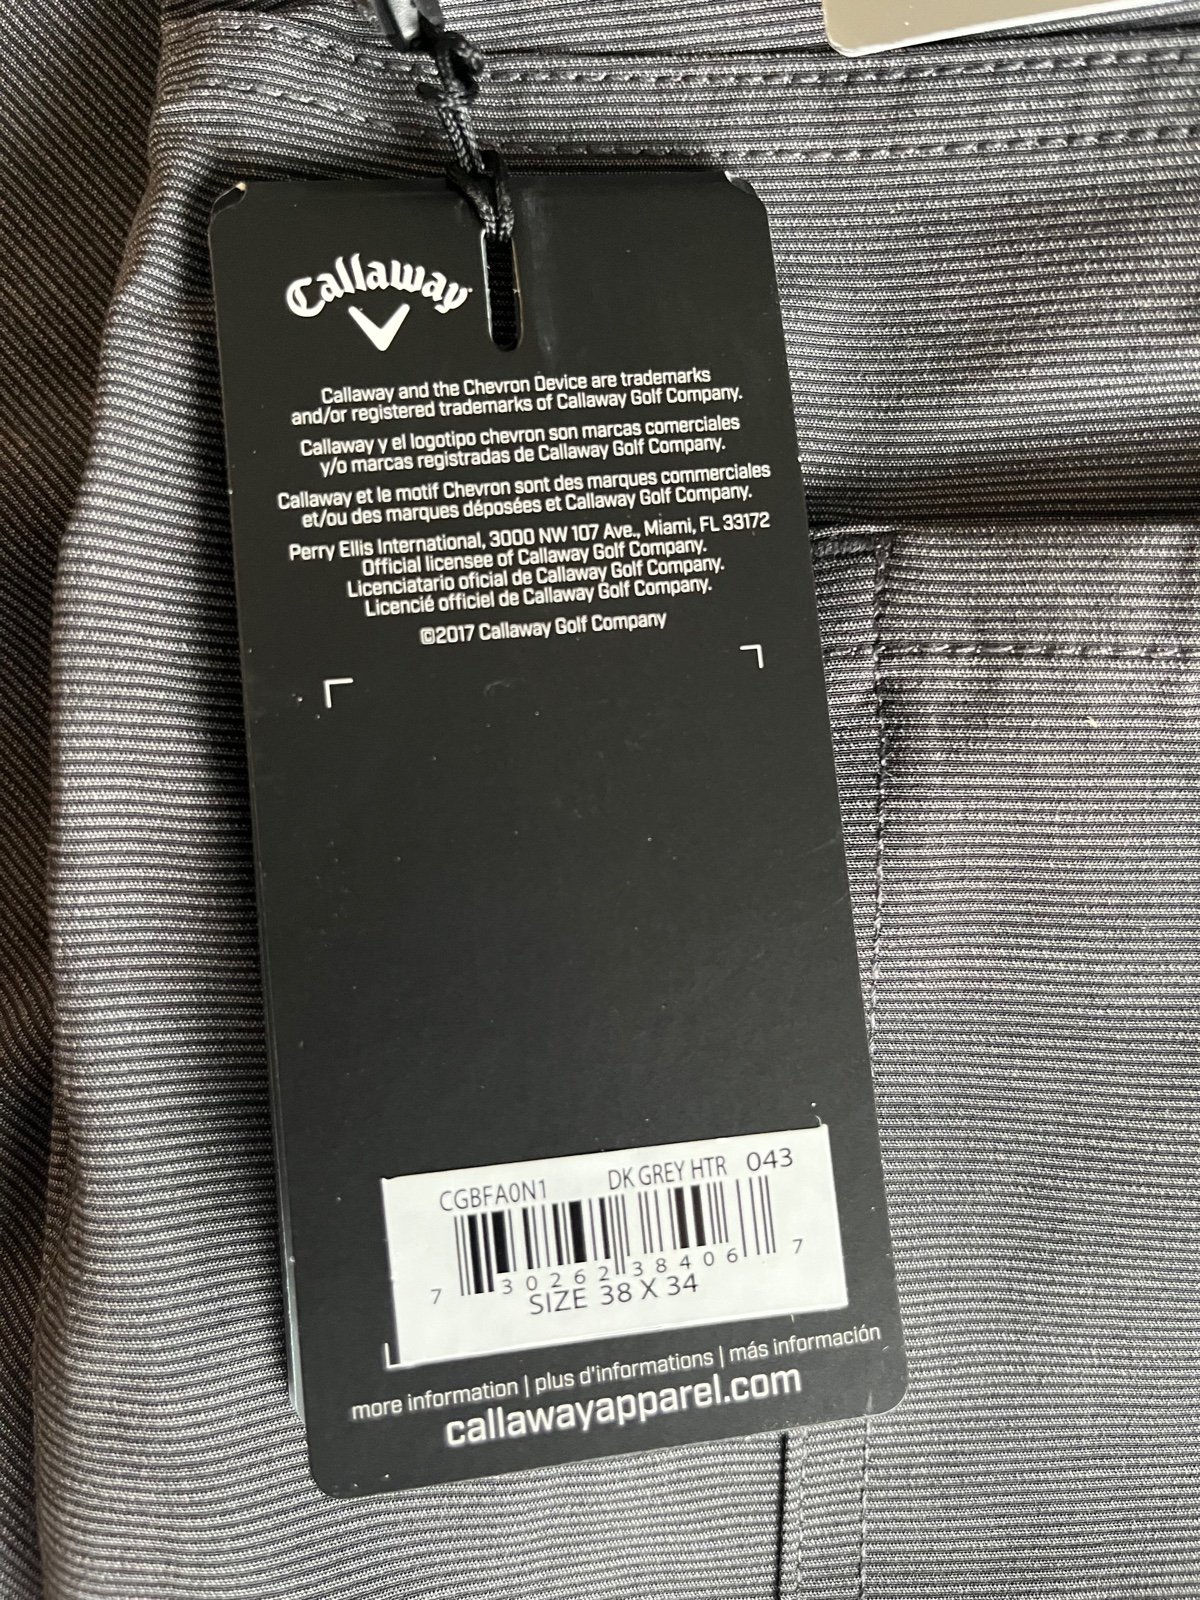 Callaway
Callaway and the Chevron Device are trademarks
and/or registered trademarks of Callaway Golf Company.
Callaway y el logotipo chevron son marcas comerciales
y/o marcas registradas de Callaway Golf Company.
Callaway et le motif Chevron sont des marques commerciales
et/ou des marques déposées et Callaway Golf Company.
Perry Ellis International, 3000 NW 107 Ave., Miami, FL 33172
Official licensee of Callaway Golf Company.
Licenciatario oficial de Callaway Golf Company.
Licencié officiel de Callaway Golf Company.
©2017 Callaway Golf Company
CGBFA0N1 DK GREY HTR 043
7 30262 38406 7
SIZE 38 X 34
more information | plus d'informations | más información
callawayapparel.com